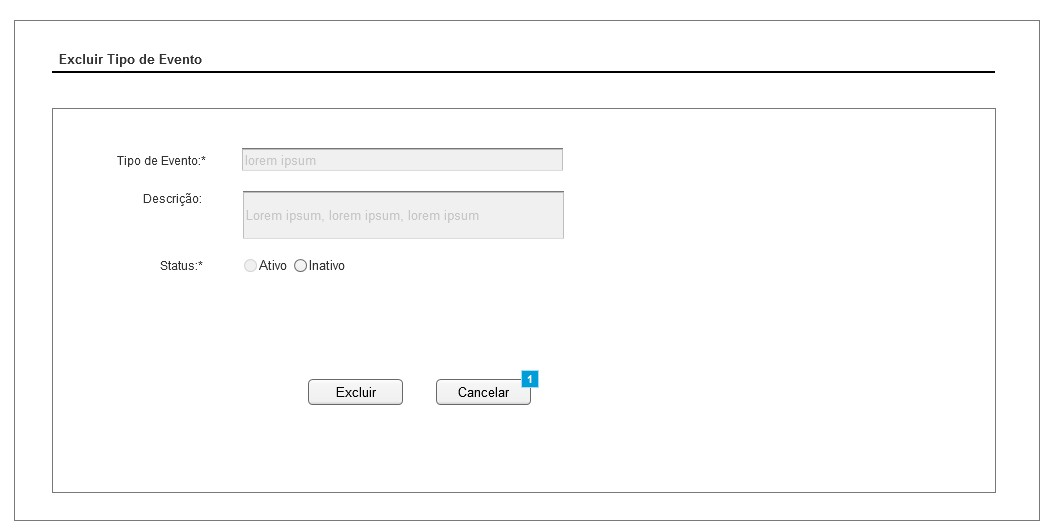 Excluir Tipo de Evento
Tipo de Evento:* lorem ipsum
Descrição: Lorem ipsum, lorem ipsum, lorem ipsum
Status:* Ativo Inativo
Excluir Cancelar 1